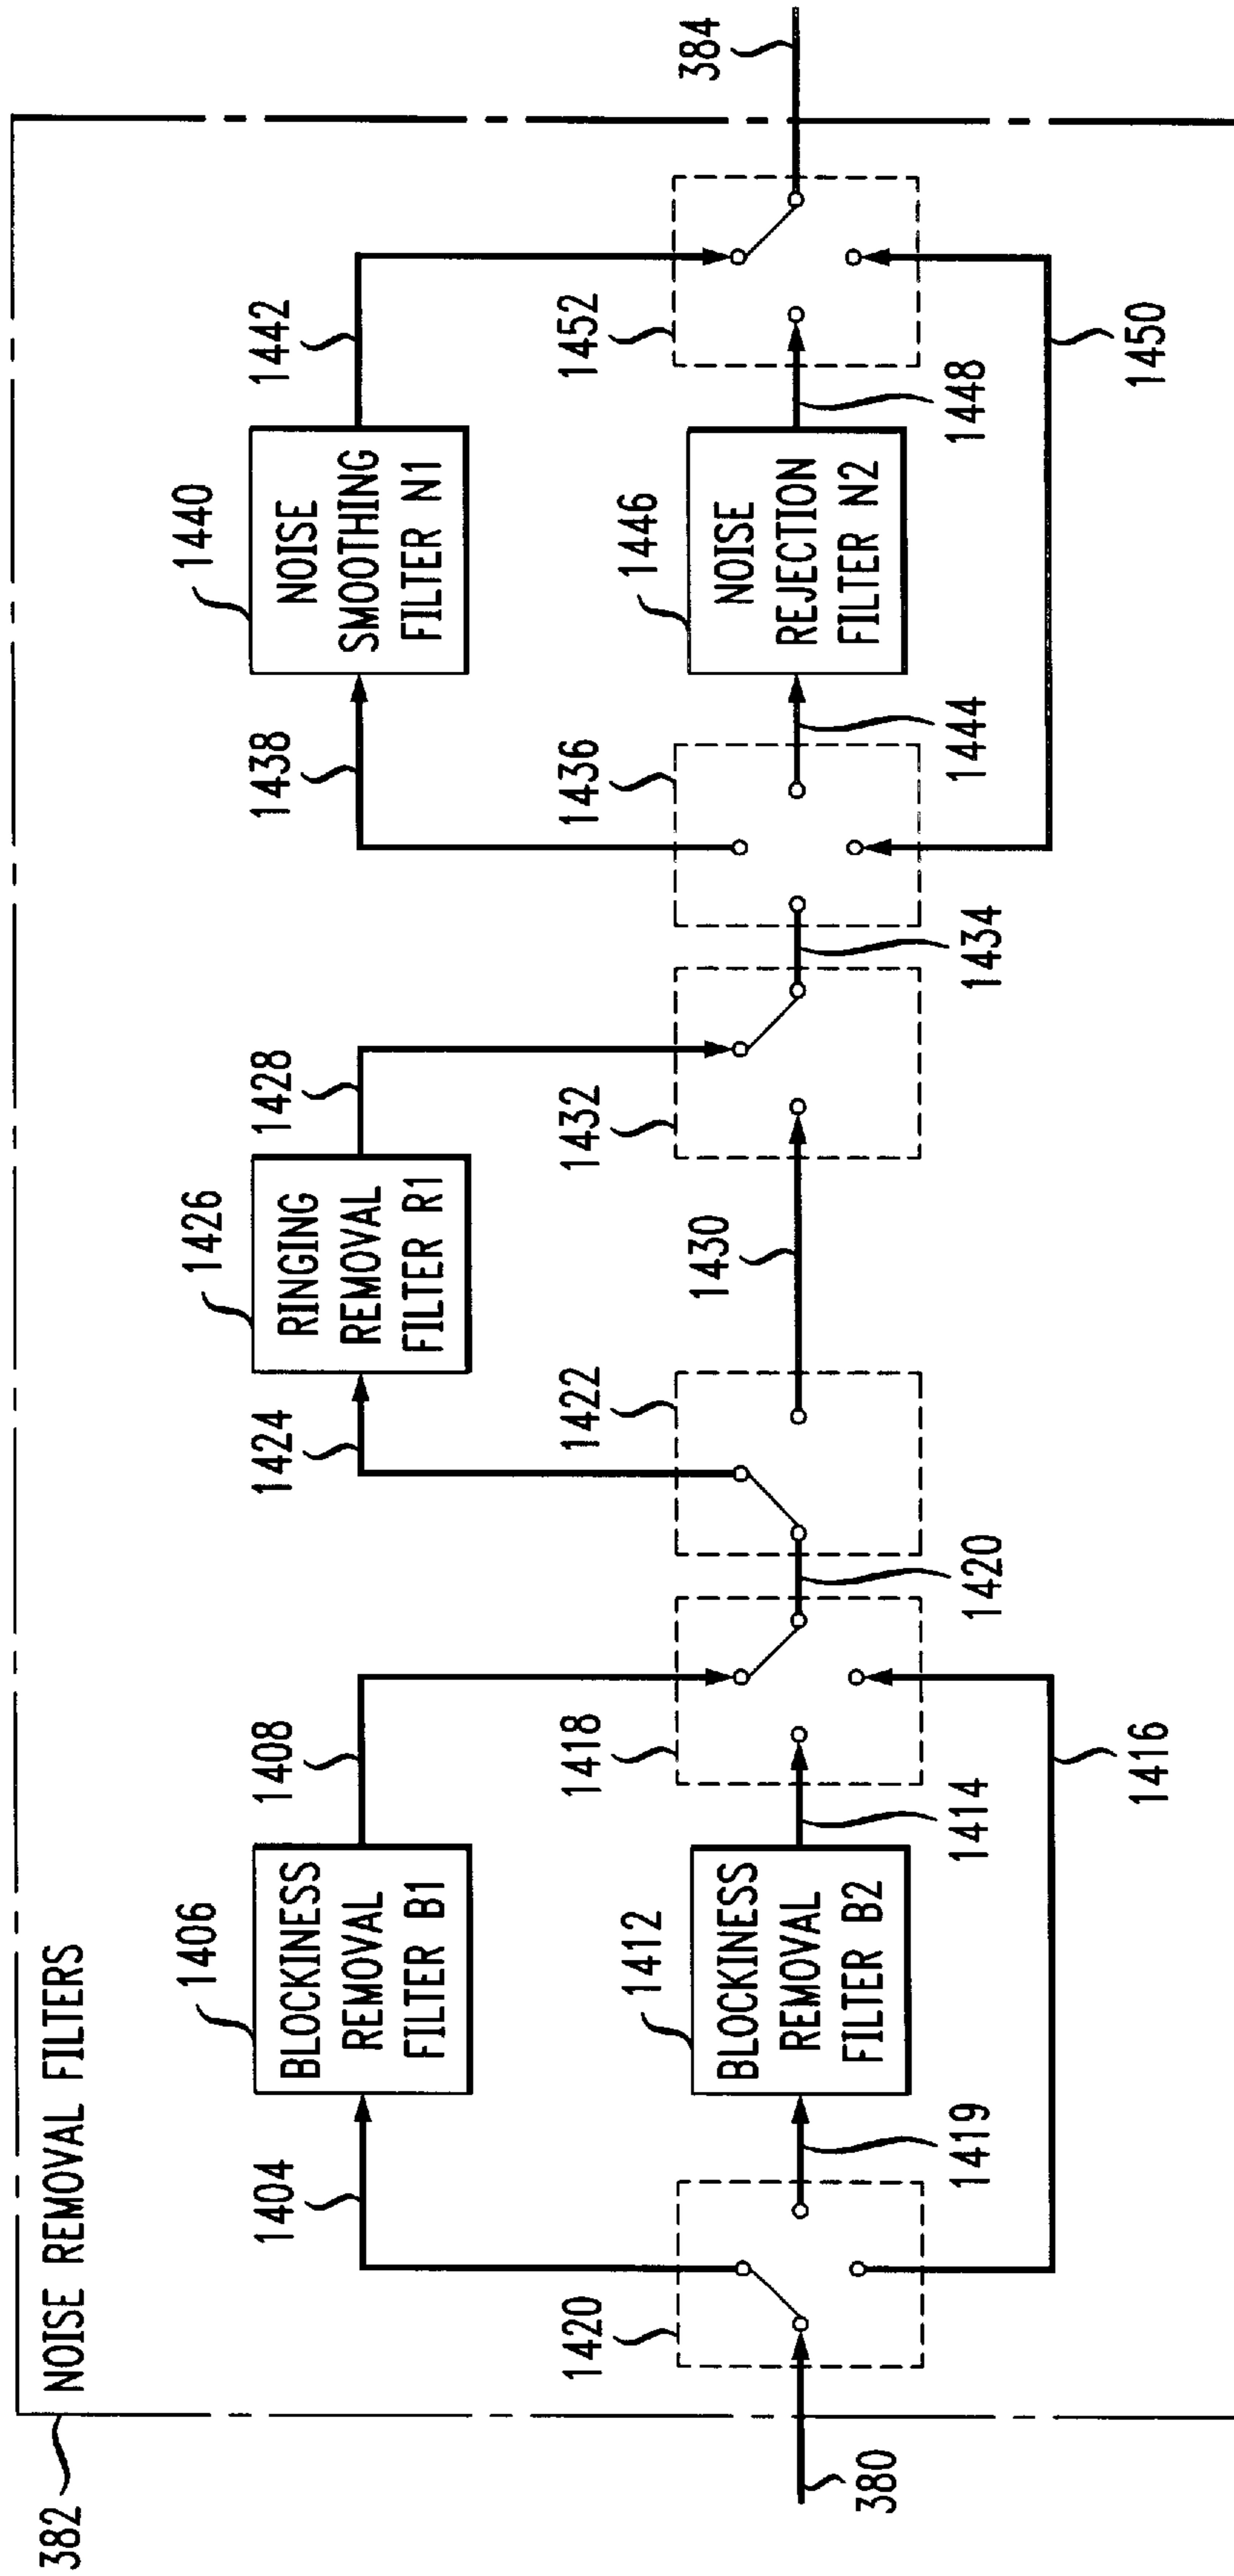 382
NOISE REMOVAL FILTERS
1404
1406
BLOCKINESS
REMOVAL
FILTER B1
1408
1424
1426
RINGING
REMOVAL
FILTER R1
1428
1438
1440
NOISE
SMOOTHING
FILTER N1
1442
380
1420
1419
1412
BLOCKINESS
REMOVAL
FILTER B2
1414
1418
1420
1422
1430
1432
1434
1436
1444
1446
NOISE
REJECTION
FILTER N2
1448
1452
384
1416
1450